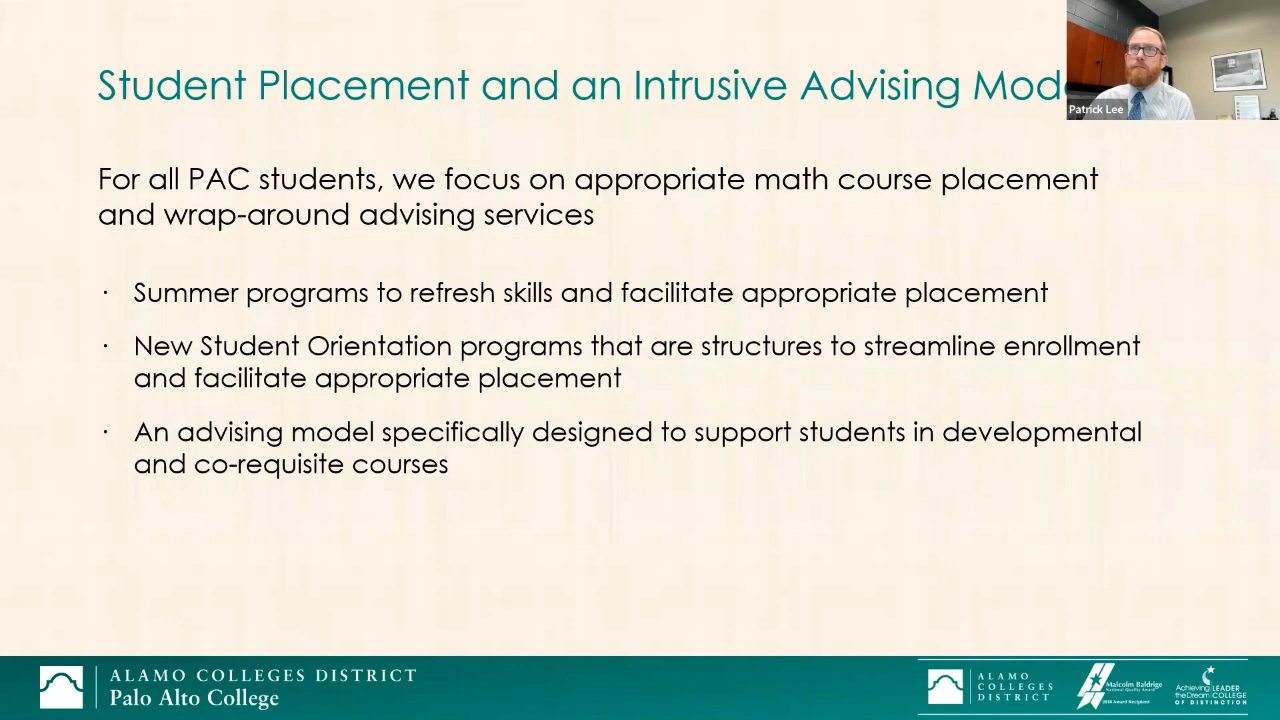 Student Placement and an Intrusive Advising Mod
Patrick Lee
For all PAC students, we focus on appropriate math course placement
and wrap-around advising services
· Summer programs to refresh skills and facilitate appropriate placement
· New Student Orientation programs that are structures to streamline enrollment
and facilitate appropriate placement
· An advising model specifically designed to support students in developmental
and co-requisite courses
ALAMO COLLEGES DISTRICT
Palo Alto College
ALAMO
COLLEGES
DISTRICT
Malcolm Baldrige
National Quality Award
2018 Award Recipient
Achieving LEADER
the Dream COLLEGE
OF DISTINCTION